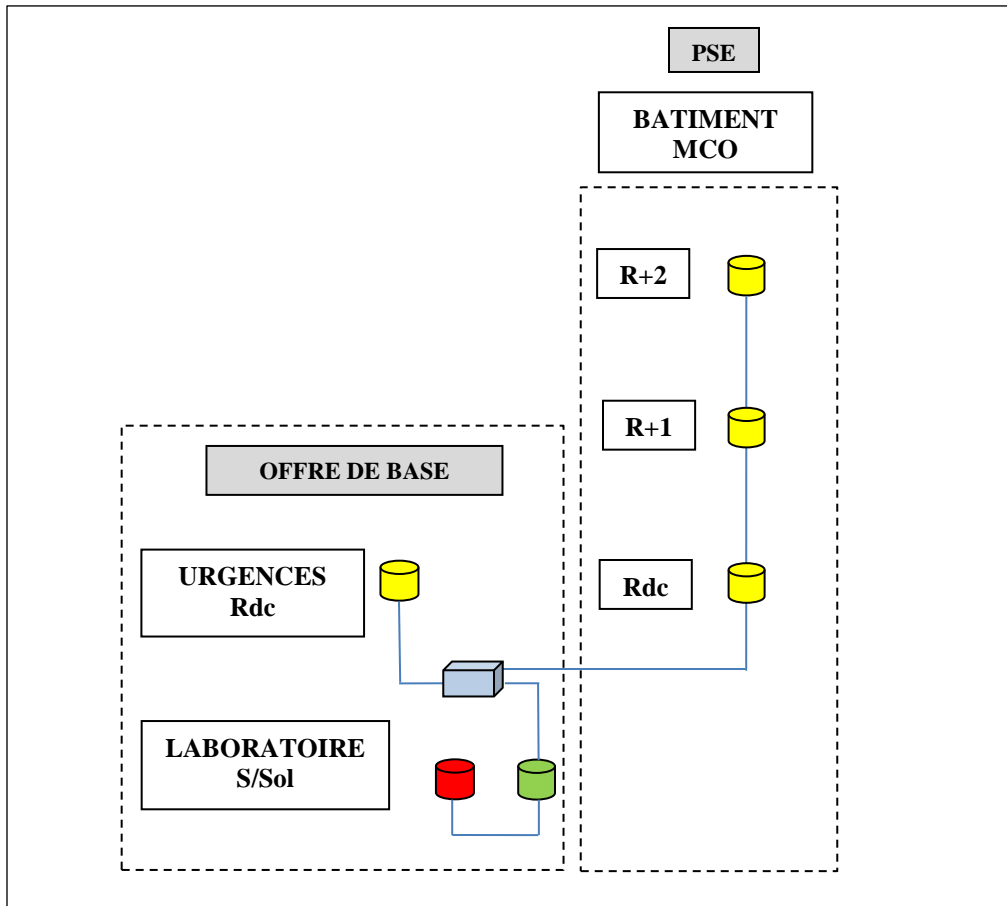 PSE
BATIMENT
MCO
R+2
R+1
OFFRE DE BASE
URGENCES
Rdc
Rdc
LABORATOIRE
S/Sol